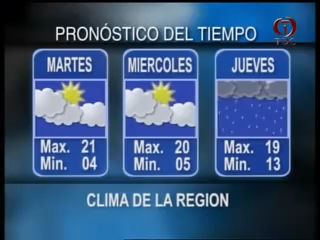 PRONÓSTICO DEL TIEMPO
MARTES
Max. 21
Min. 04
MIERCOLES
Max. 20
Min. 05
JUEVES
Max. 19
Min. 13
CLIMA DE LA REGION